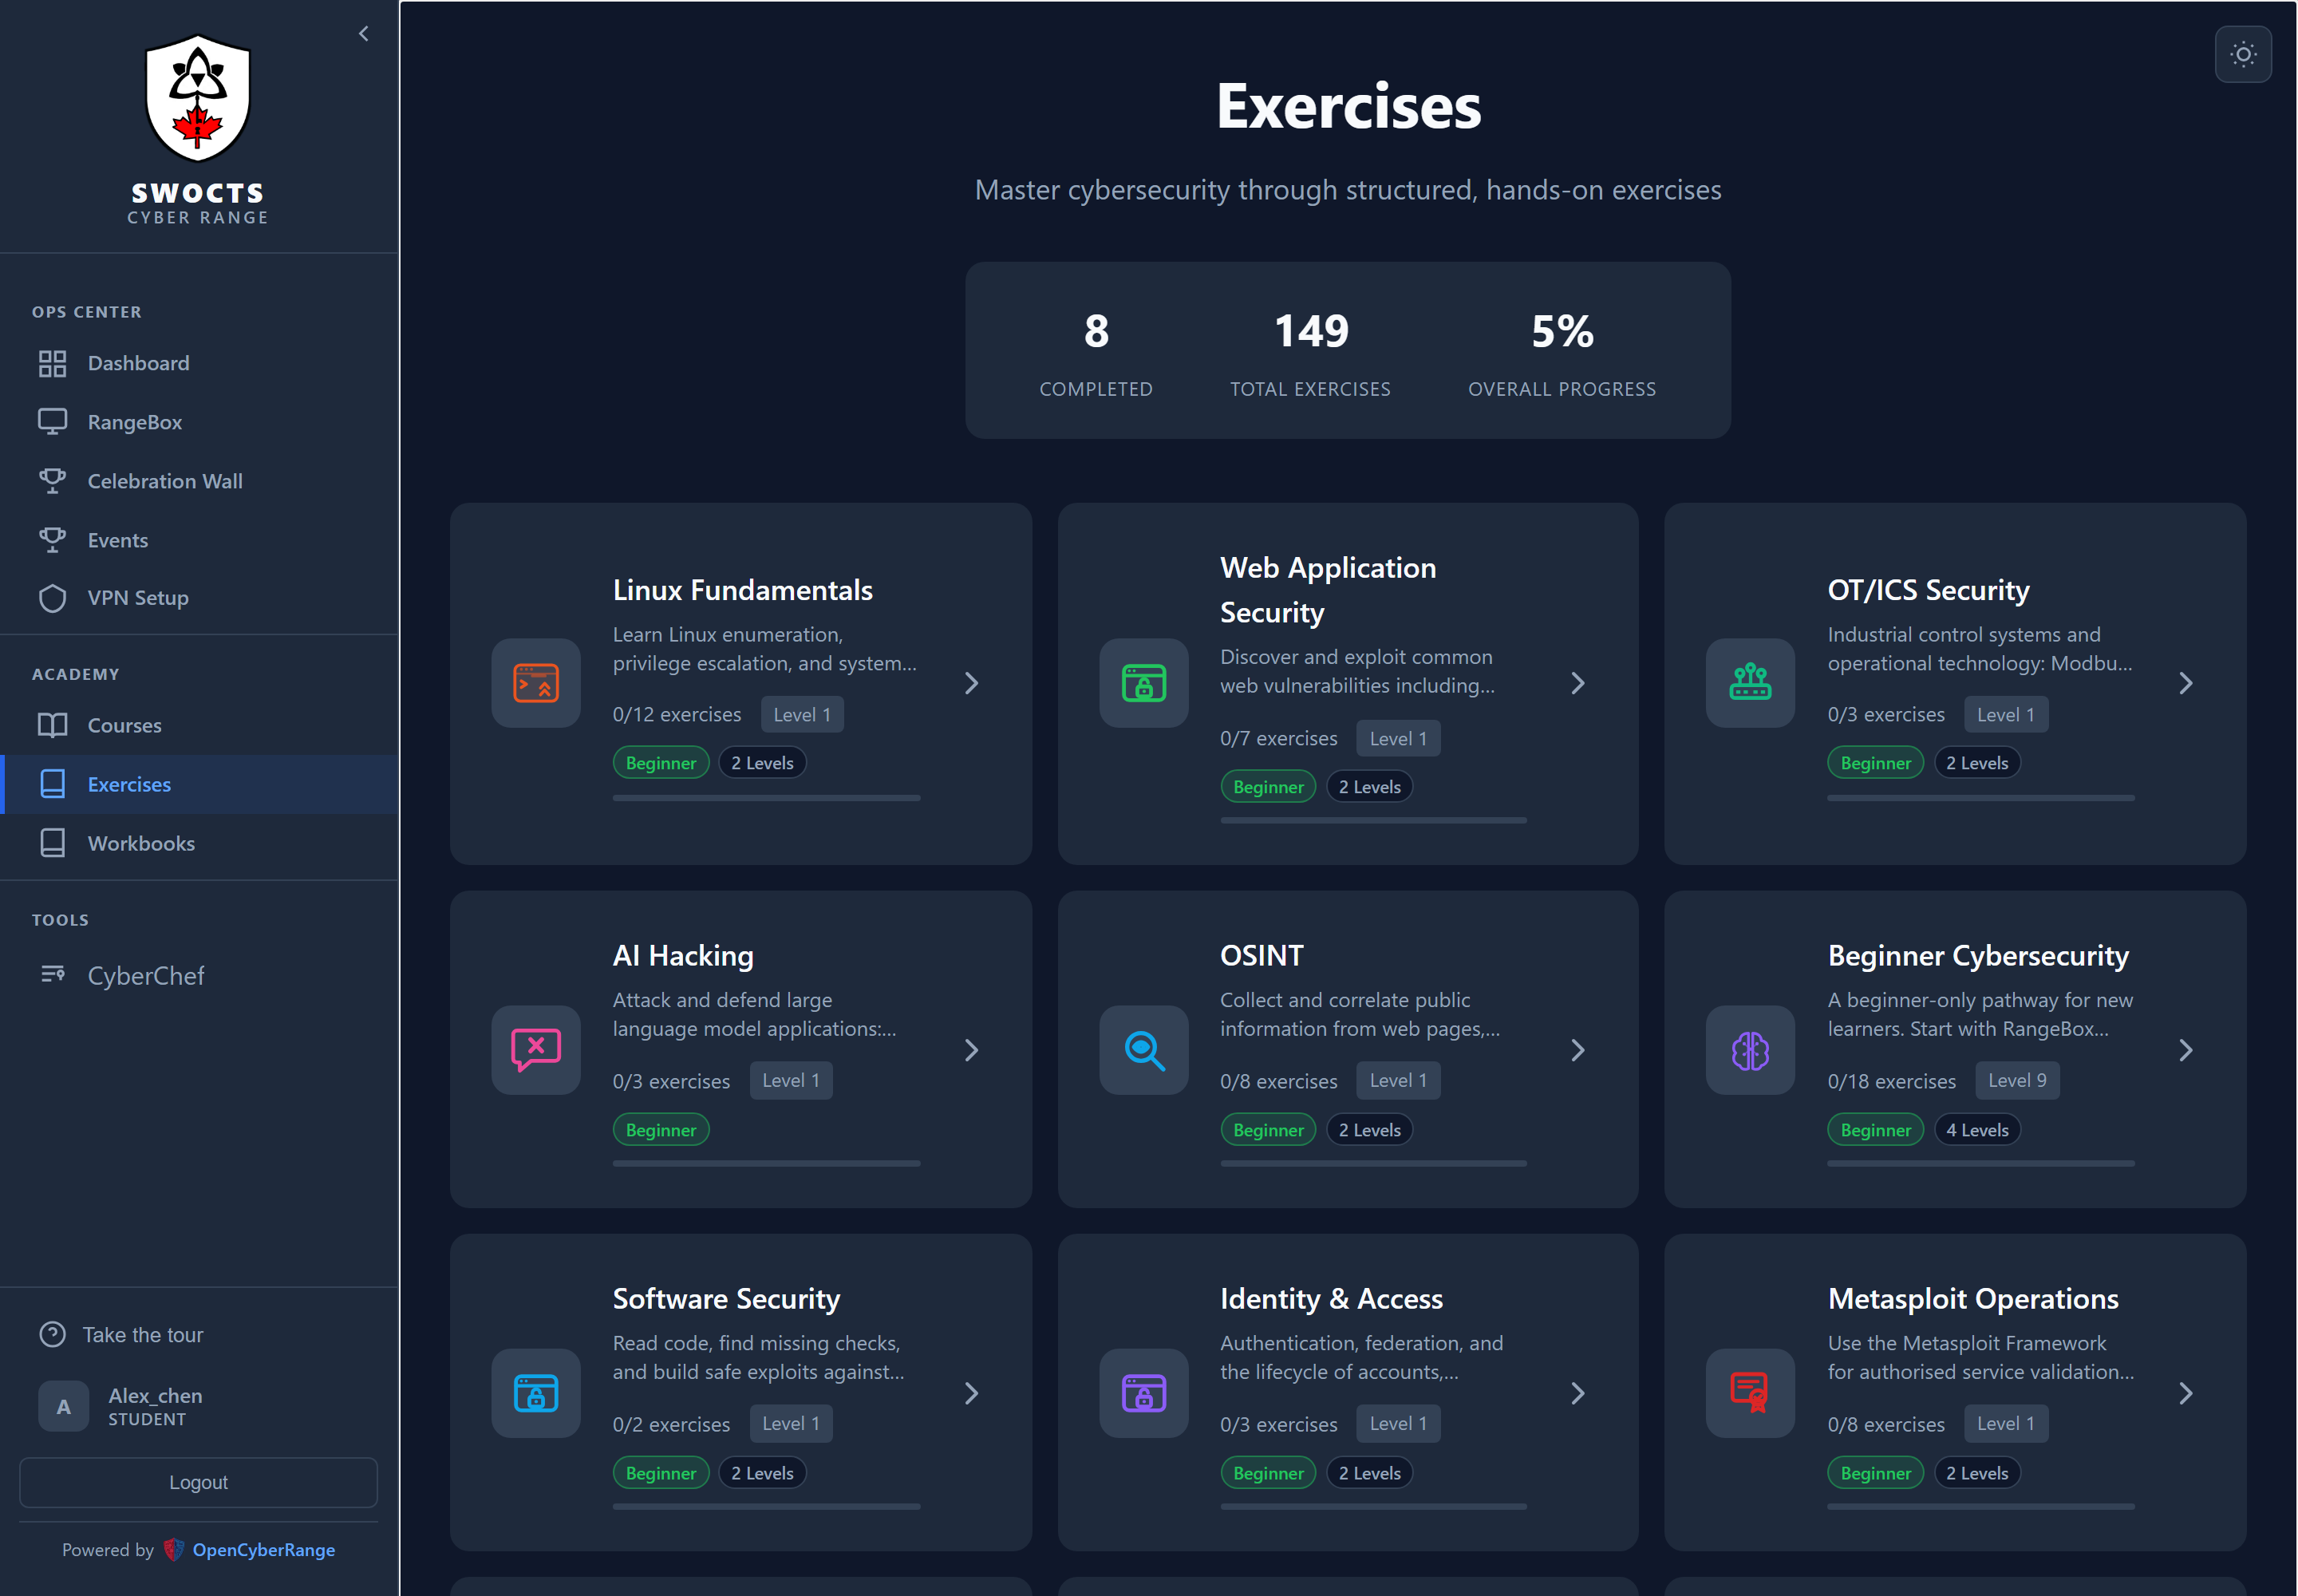 SWOCTS
CYBER RANGE
OPS CENTER
Dashboard
RangeBox
Celebration Wall
Events
VPN Setup
ACADEMY
Courses
Exercises
Workbooks
TOOLS
CyberChef
Take the tour
A
Alex_chen
STUDENT
Logout
Powered by OpenCyberRange
Exercises
Master cybersecurity through structured, hands-on exercises
8
COMPLETED
149
TOTAL EXERCISES
5%
OVERALL PROGRESS
Linux Fundamentals
Learn Linux enumeration,
privilege escalation, and system...
0/12 exercises
Level 1
Beginner
2 Levels
Web Application
Security
Discover and exploit common
web vulnerabilities including...
0/7 exercises
Level 1
Beginner
2 Levels
OT/ICS Security
Industrial control systems and
operational technology: Modbu...
0/3 exercises
Level 1
Beginner
2 Levels
AI Hacking
Attack and defend large
language model applications:...
0/3 exercises
Level 1
Beginner
OSINT
Collect and correlate public
information from web pages,...
0/8 exercises
Level 1
Beginner
2 Levels
Beginner Cybersecurity
A beginner-only pathway for new
learners. Start with RangeBox...
0/18 exercises
Level 9
Beginner
4 Levels
Software Security
Read code, find missing checks,
and build safe exploits against...
0/2 exercises
Level 1
Beginner
2 Levels
Identity & Access
Authentication, federation, and
the lifecycle of accounts,...
0/3 exercises
Level 1
Beginner
2 Levels
Metasploit Operations
Use the Metasploit Framework
for authorised service validation...
0/8 exercises
Level 1
Beginner
2 Levels